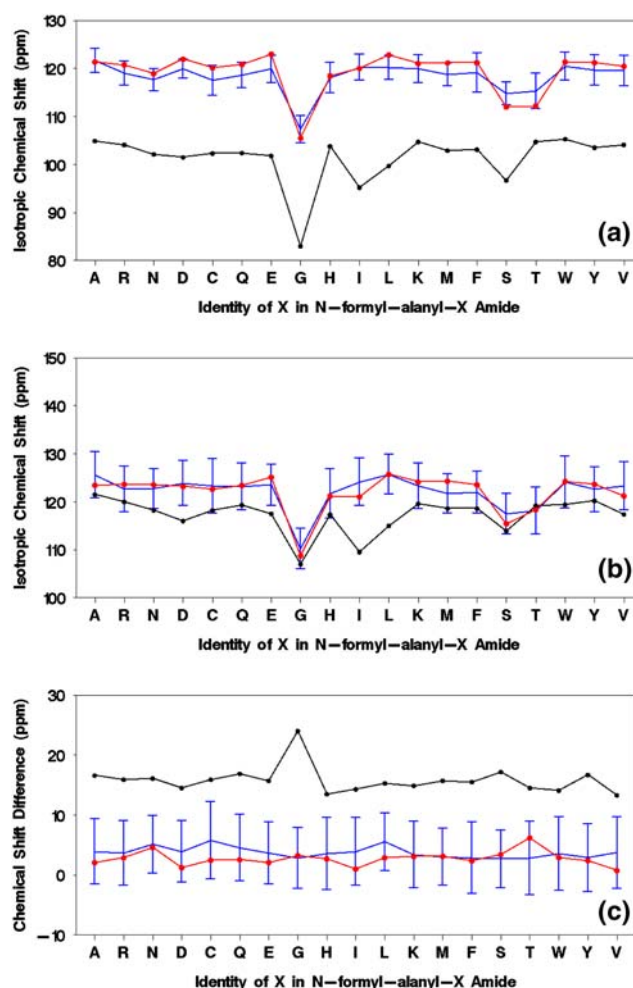 130
120
110
100
90
80
Isotropic Chemical Shift (ppm)
(a)
A R N D C Q E G H I L K M F S T W Y V
Identity of X in N−formyl−alanyl−X Amide
150
140
130
120
110
100
Isotropic Chemical Shift (ppm)
(b)
A R N D C Q E G H I L K M F S T W Y V
Identity of X in N−formyl−alanyl−X Amide
30
20
10
0
−10
Chemical Shift Difference (ppm)
(c)
A R N D C Q E G H I L K M F S T W Y V
Identity of X in N−formyl−alanyl−X Amide